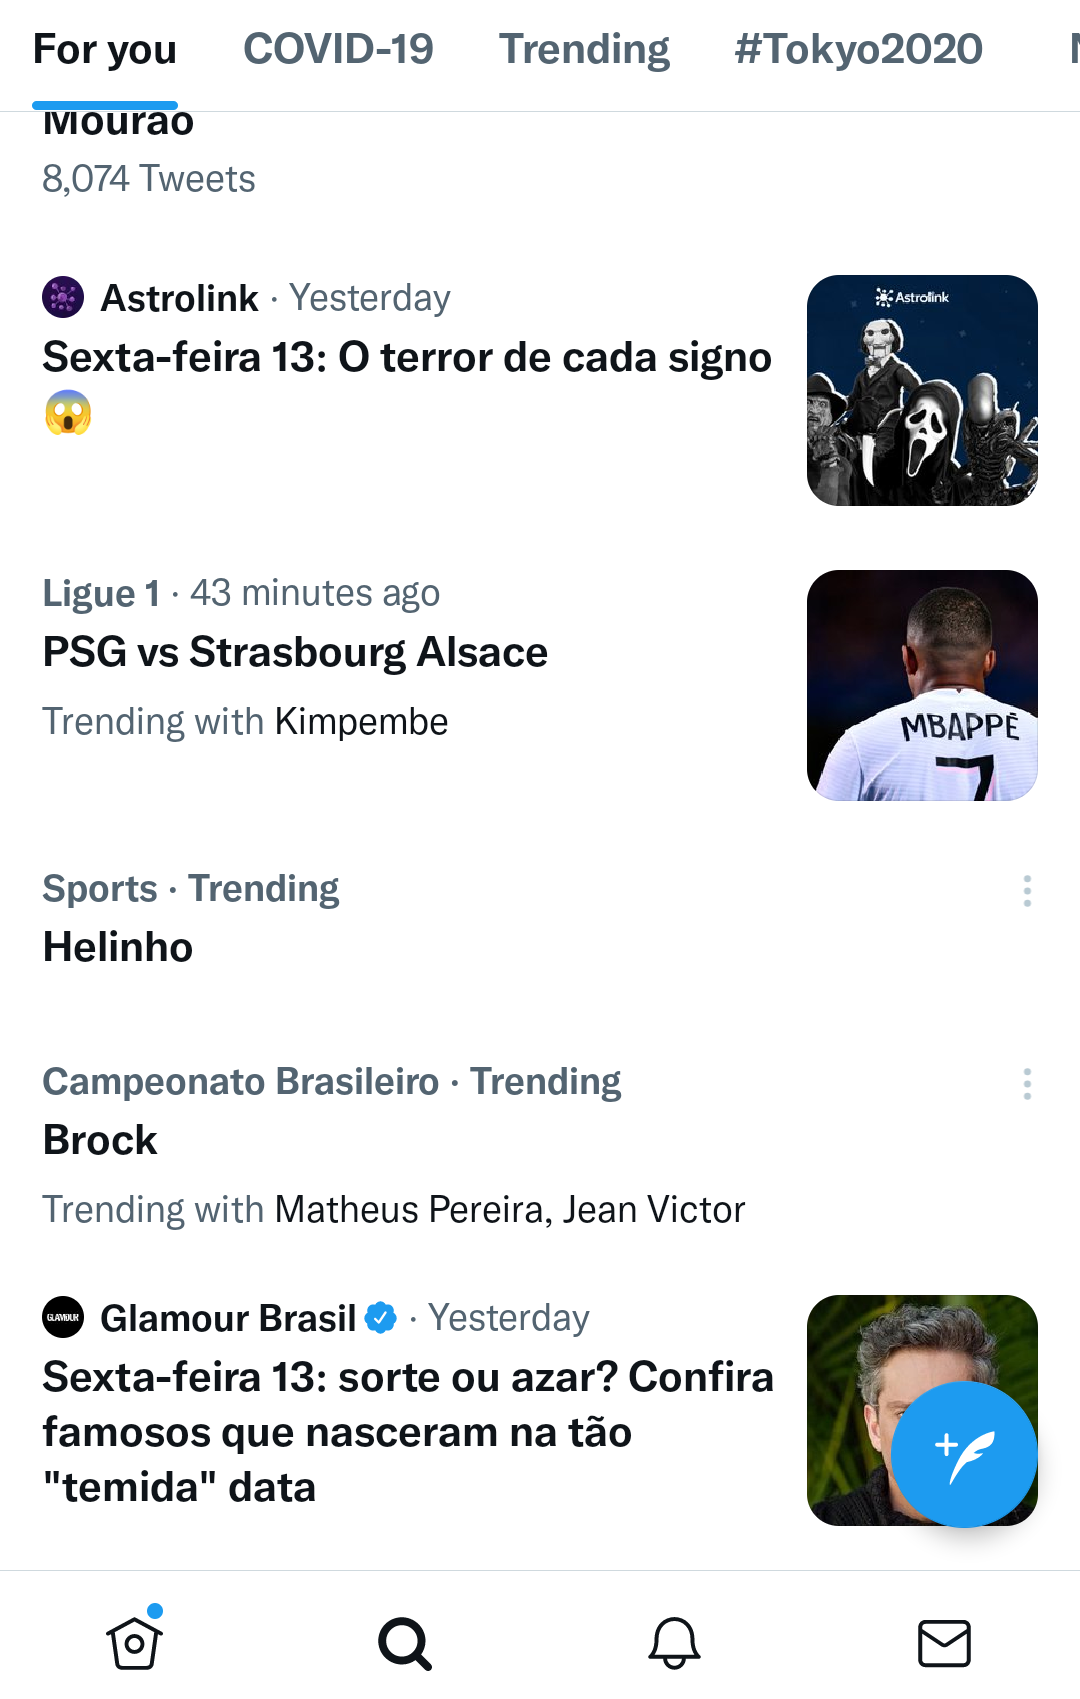 For you COVID-19 Trending #Tokyo2020
Mourão
8,074 Tweets
Astrolink · Yesterday
Sexta-feira 13: O terror de cada signo
😱
Astrolink
Ligue 1 · 43 minutes ago
PSG vs Strasbourg Alsace
Trending with Kimpembe
MBAPPÉ
7
Sports · Trending
Helinho
Campeonato Brasileiro · Trending
Brock
Trending with Matheus Pereira, Jean Victor
GLAMOUR
Glamour Brasil · Yesterday
Sexta-feira 13: sorte ou azar? Confira
famosos que nasceram na tão
"temida" data